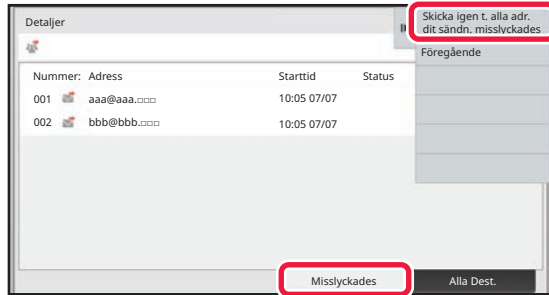 Detaljer
Skicka igen t. alla adr.
dit sändn. misslyckades
Föregående
Nummer: Adress Starttid Status
001 aaa@aaa.□□□ 10:05 07/07
002 bbb@bbb.□□□ 10:05 07/07
Misslyckades Alla Dest.